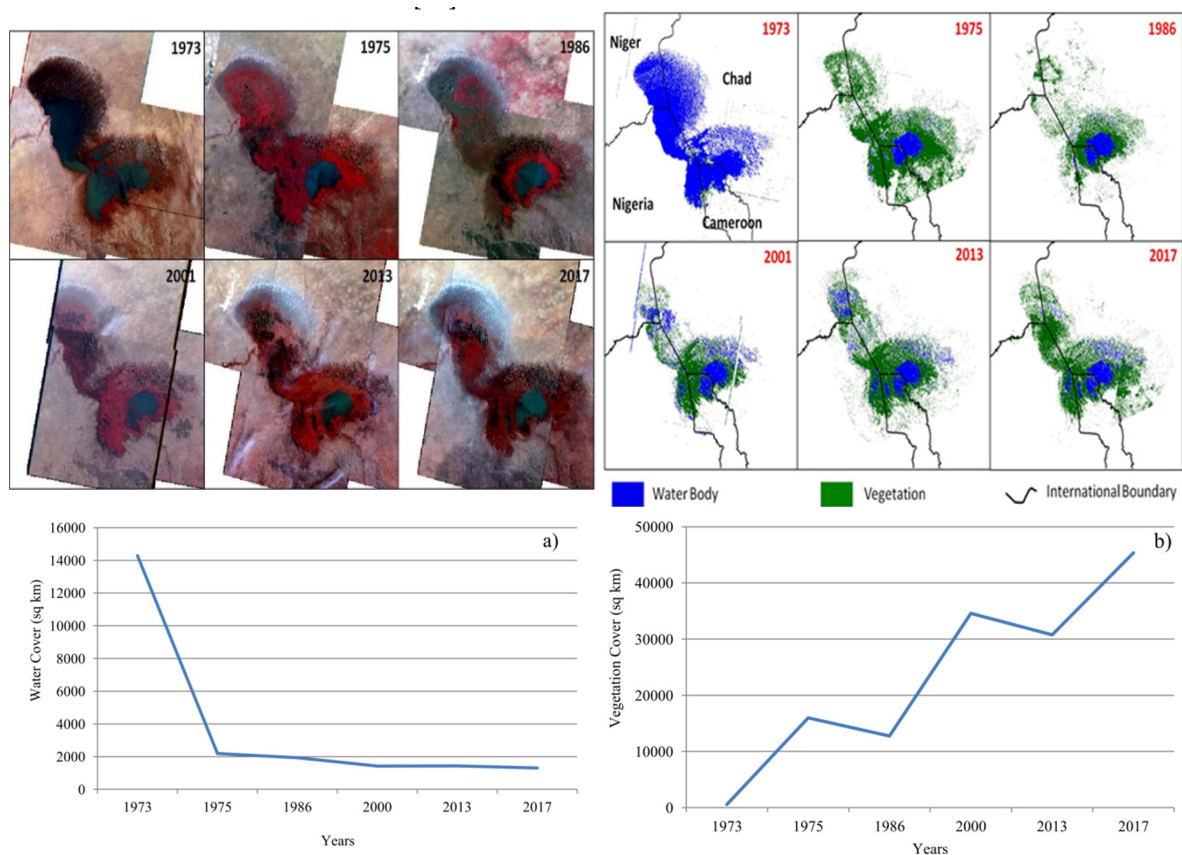 1973
1975
1986
2001
2013
2017
1973
Niger
Chad
Nigeria
Cameroon
1975
1986
2001
2013
2017
Water Body
Vegetation
International Boundary
a)
Water Cover (sq km)
16000
14000
12000
10000
8000
6000
4000
2000
0
1973 1975 1986 2000 2013 2017
Years
b)
Vegetation Cover (sq km)
50000
40000
30000
20000
10000
0
1973 1975 1986 2000 2013 2017
Years